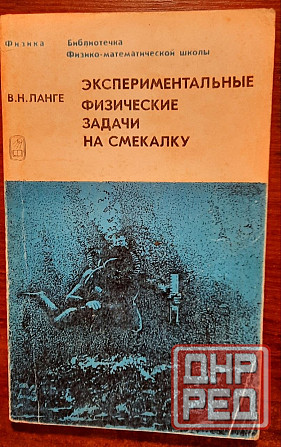 Физика
Библиотечка
Физико-математической школы
В.Н. ЛАНГЕ
ЭКСПЕРИМЕНТАЛЬНЫЕ
ФИЗИЧЕСКИЕ
ЗАДАЧИ
НА СМЕКАЛКУ
ДНР
РЕД